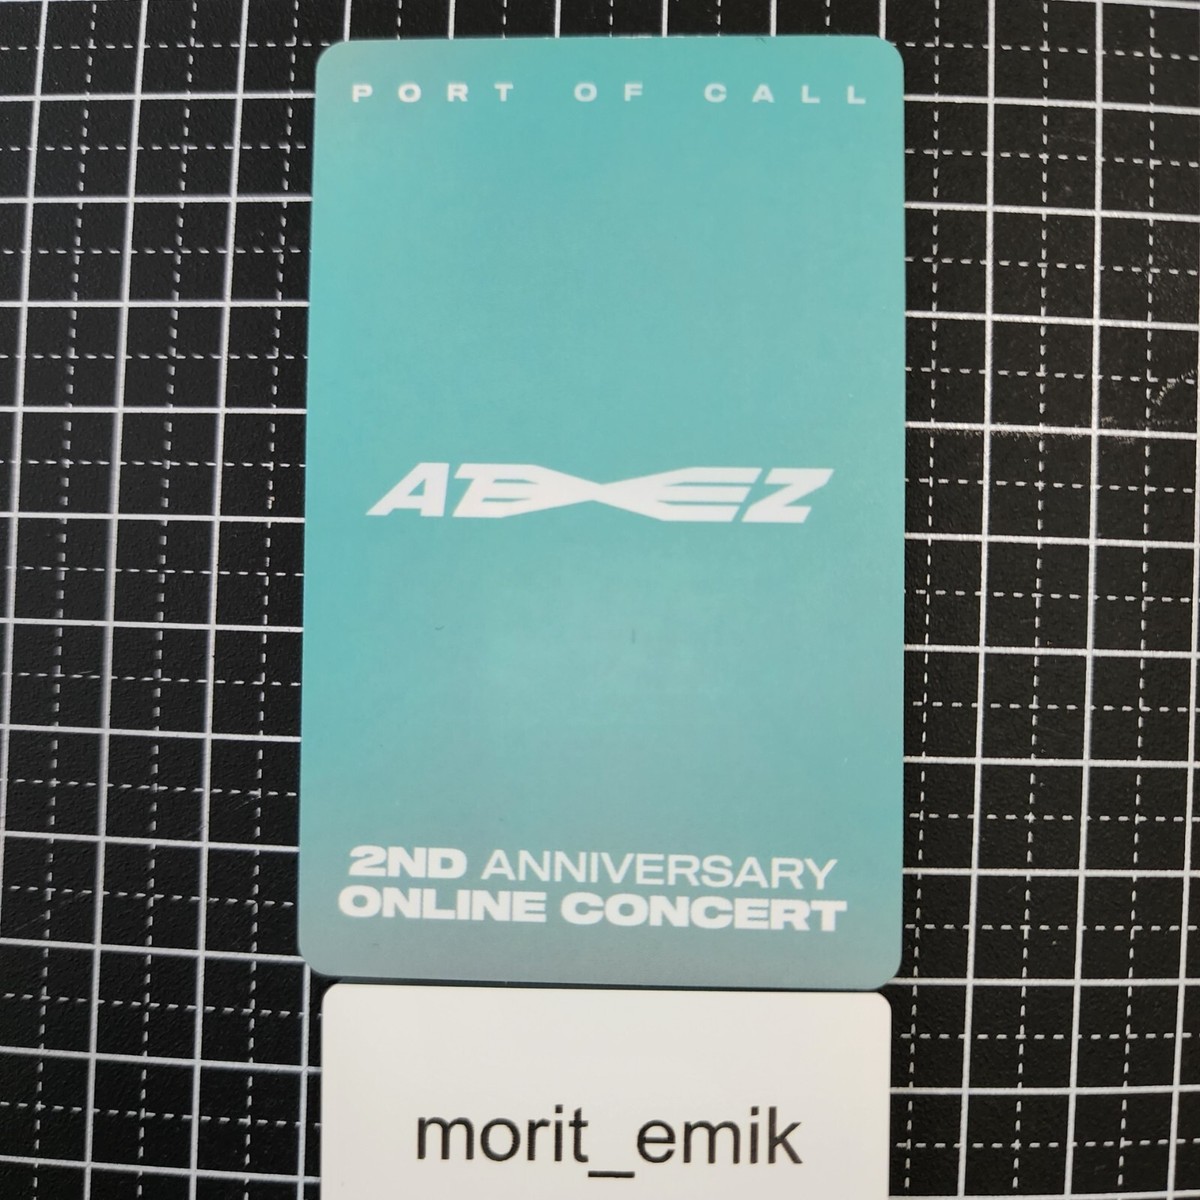 PORT OF CALL
ATEEZ
2ND ANNIVERSARY
ONLINE CONCERT
morit_emik